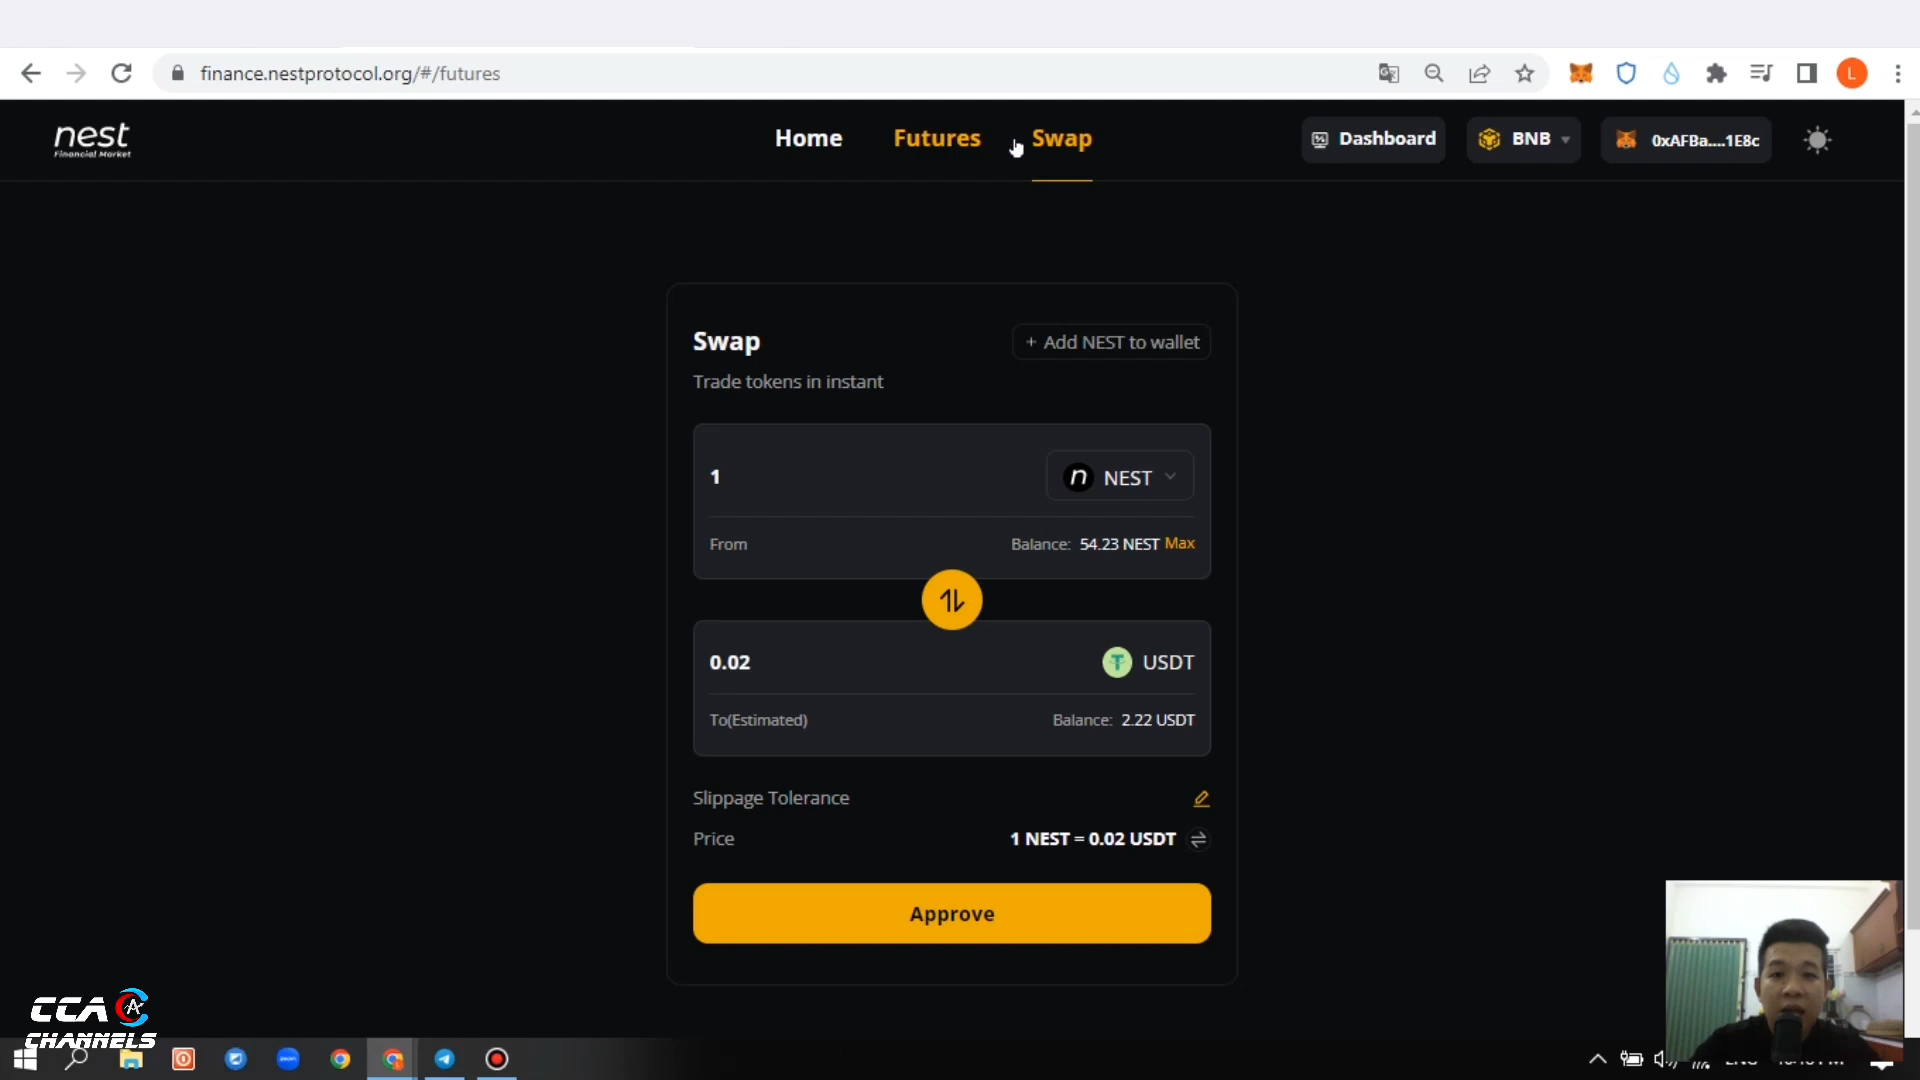 finance.nestprotocol.org/#/futures
L
nest
Financial Market
Home
Futures
Swap
Dashboard
BNB
0xAFBa....1E8c
Swap
+ Add NEST to wallet
Trade tokens in instant
1
n NEST
From
Balance: 54.23 NEST Max
0.02
USDT
To(Estimated)
Balance: 2.22 USDT
Slippage Tolerance
Price
1 NEST = 0.02 USDT
Approve
CCA
CHANNELS
zoom